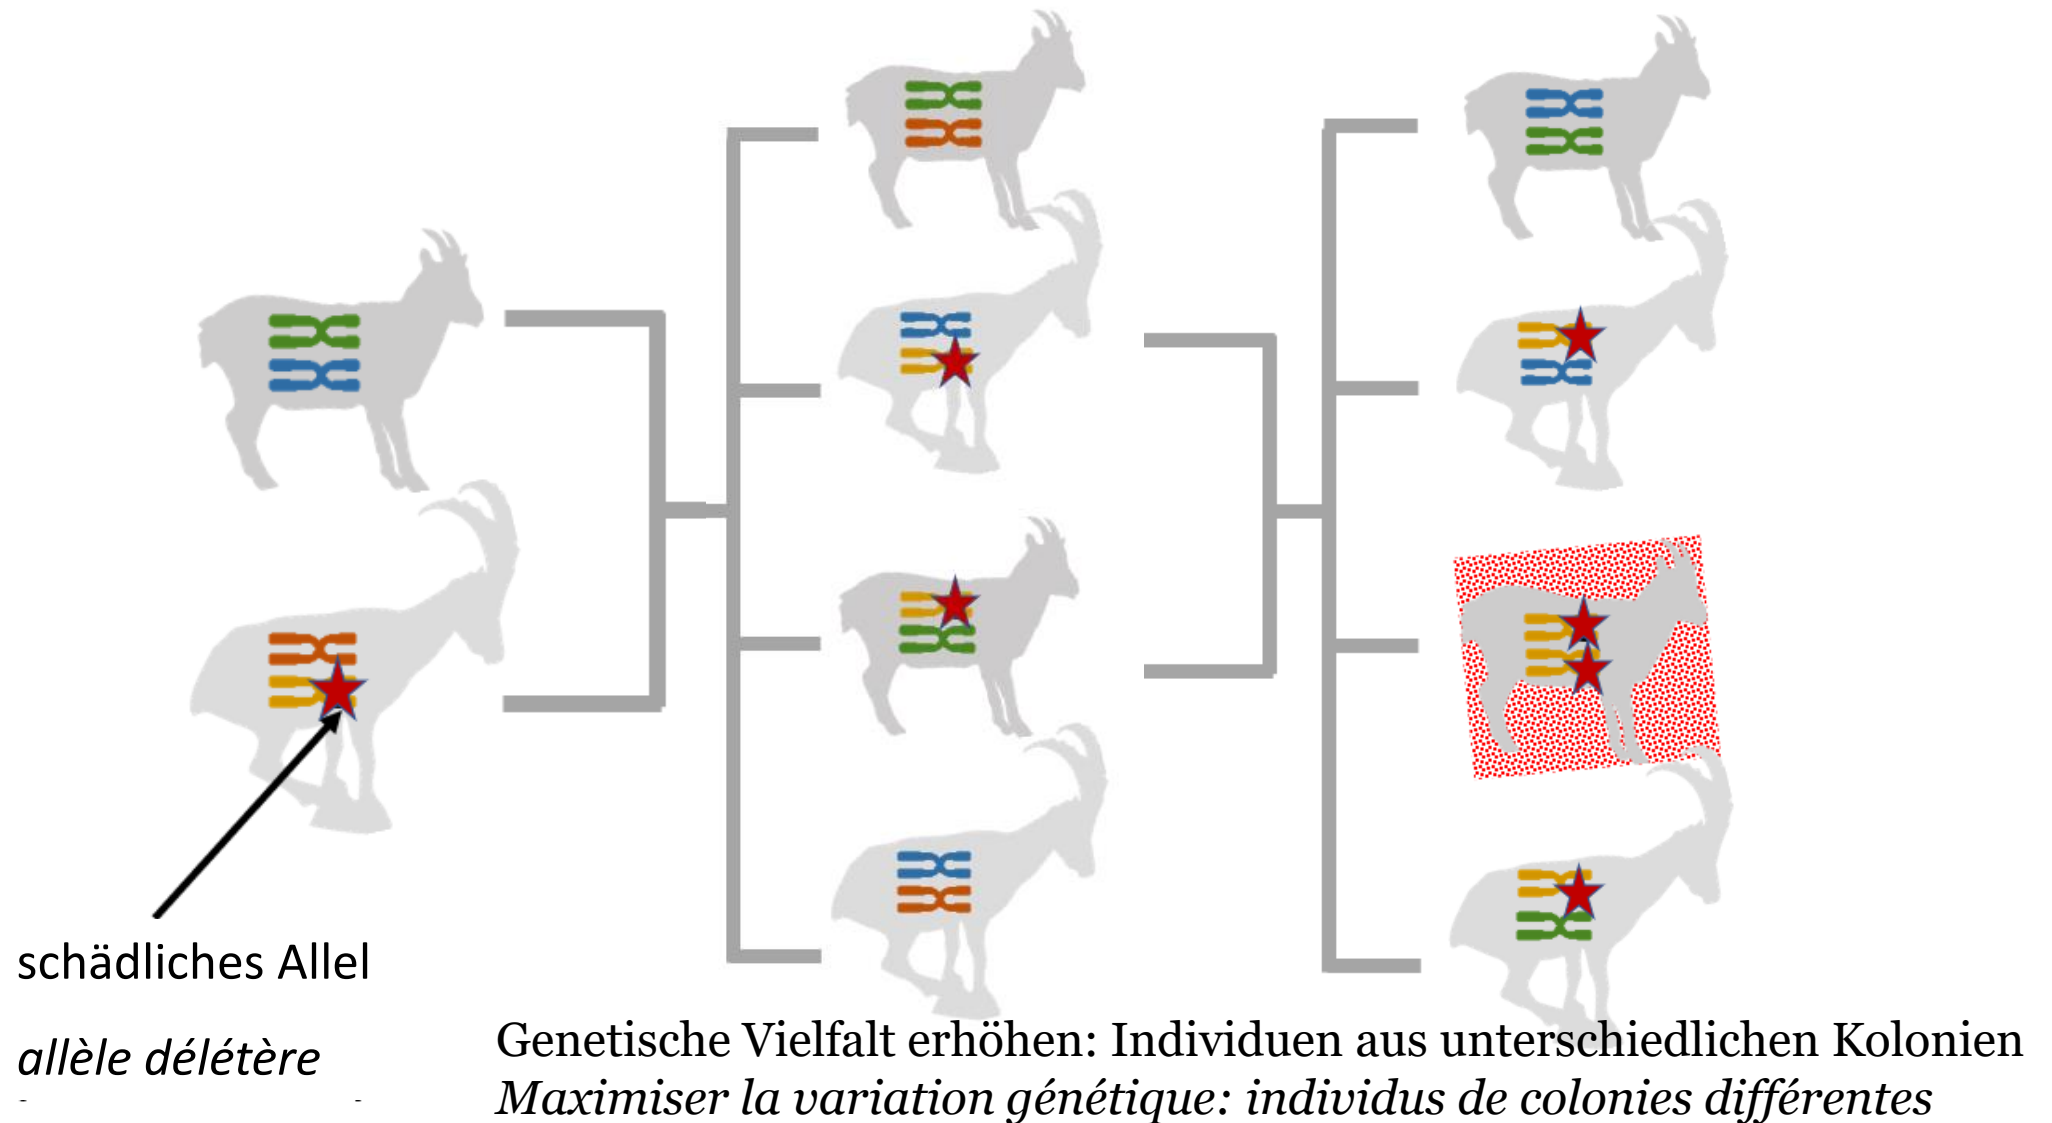 schädliches Allel
allèle délétère
Genetische Vielfalt erhöhen: Individuen aus unterschiedlichen Kolonien
Maximiser la variation génétique: individus de colonies différentes